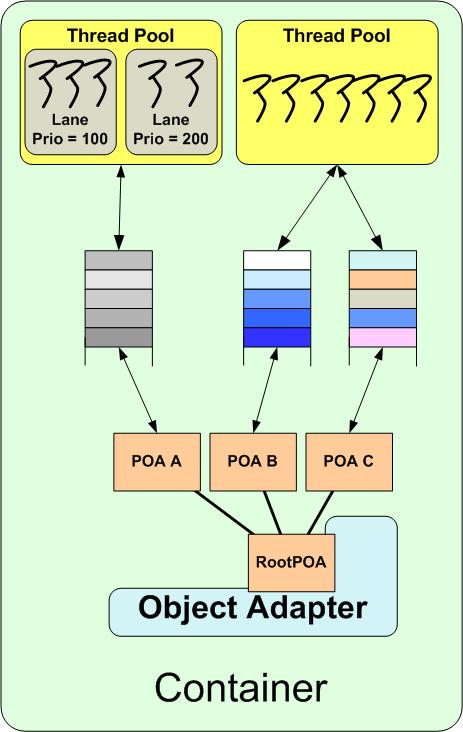 Thread Pool
Lane
Prio = 100
Lane
Prio = 200
Thread Pool
POA A
POA B
POA C
RootPOA
Object Adapter
Container